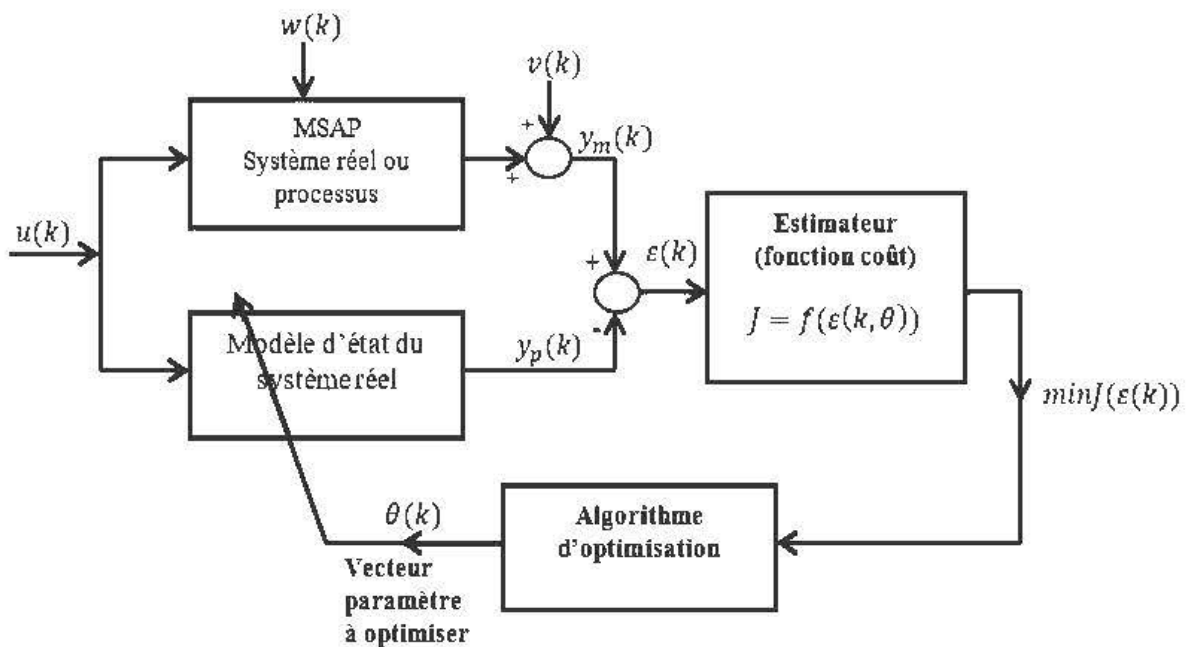 w(k)
v(k)
MSAP
Système réel ou
processus
+
+
y_m(k)
u(k)
Estimateur
(fonction coût)
J = f(ε(k, θ))
+
ε(k)
-
Modèle d'état du
système réel
y_p(k)
minJ(ε(k))
θ(k)
Algorithme
d'optimisation
Vecteur
paramètre
à optimiser